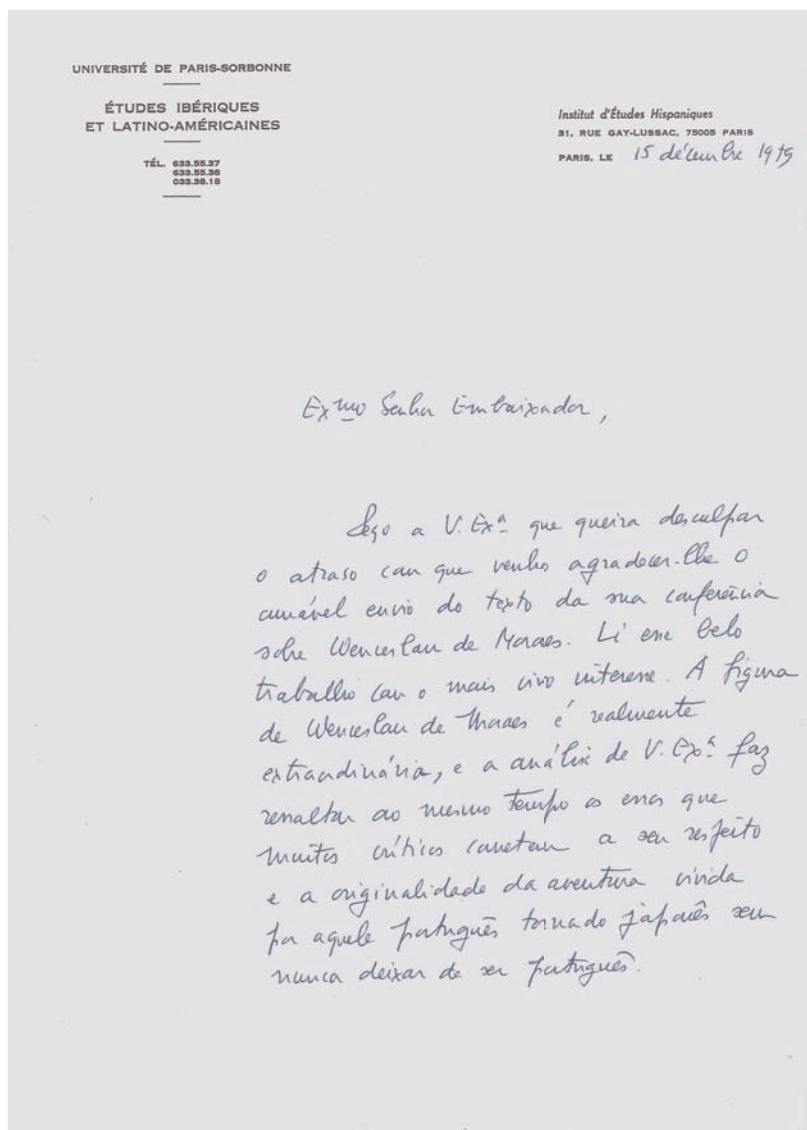 UNIVERSITÉ DE PARIS-SORBONNE
ÉTUDES IBÉRIQUES
ET LATINO-AMÉRICAINES
TÉL. 633.55.37
633.55.36
033.38.18
Institut d'Études Hispaniques
31, RUE GAY-LUSSAC, 75005 PARIS
PARIS, LE 15 décembre 1979
Exmo Senhor Embaixador,
Peço a V. Exª que queira desculpar
o atraso com que venho agradecer-lhe o
amável envio do texto da sua conferência
sobre Wenceslau de Moraes. Li esse belo
trabalho com o mais vivo interesse. A figura
de Wenceslau de Moraes é realmente
extraordinária, e a análise de V. Exª faz
ressaltar ao mesmo tempo os erros que
muitos críticos cometeram a seu respeito
e a originalidade da aventura vivida
por aquele português tornado japonês sem
nunca deixar de ser português.